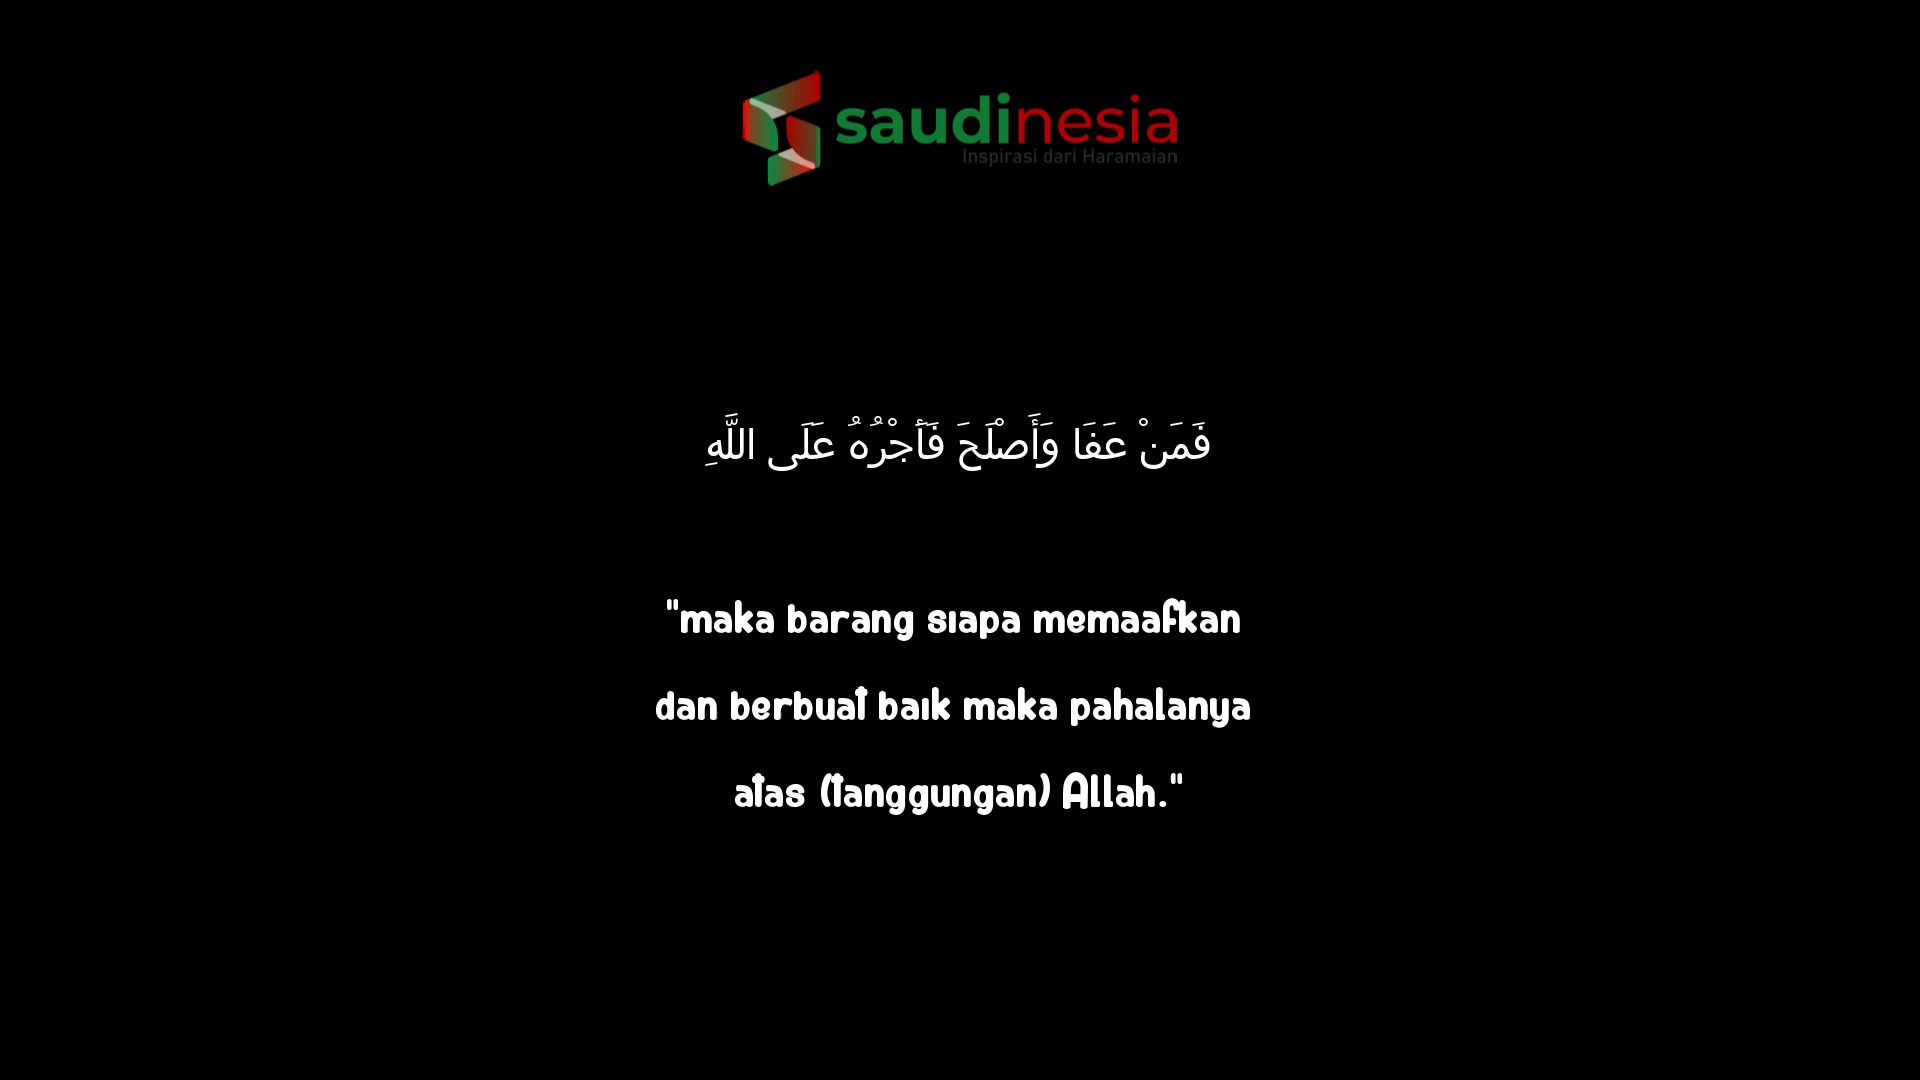 saudinesia
Inspirasi dari Haramaian
فَمَنْ عَفَا وَأَصْلَحَ فَأَجْرُهُ عَلَى اللَّهِ
"maka barang siapa memaafkan
dan berbuat baik maka pahalanya
atas (tanggungan) Allah."